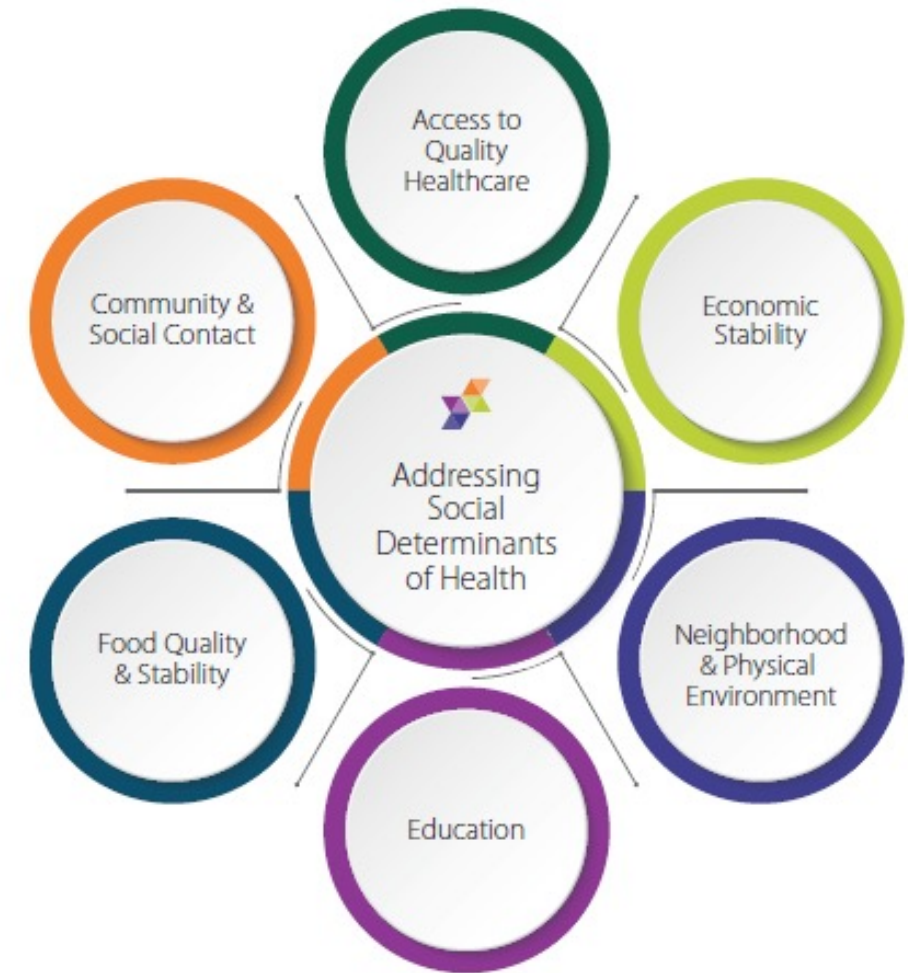 Access to
Quality
Healthcare
Community &
Social Contact
Economic
Stability
Addressing
Social
Determinants
of Health
Food Quality
& Stability
Neighborhood
& Physical
Environment
Education